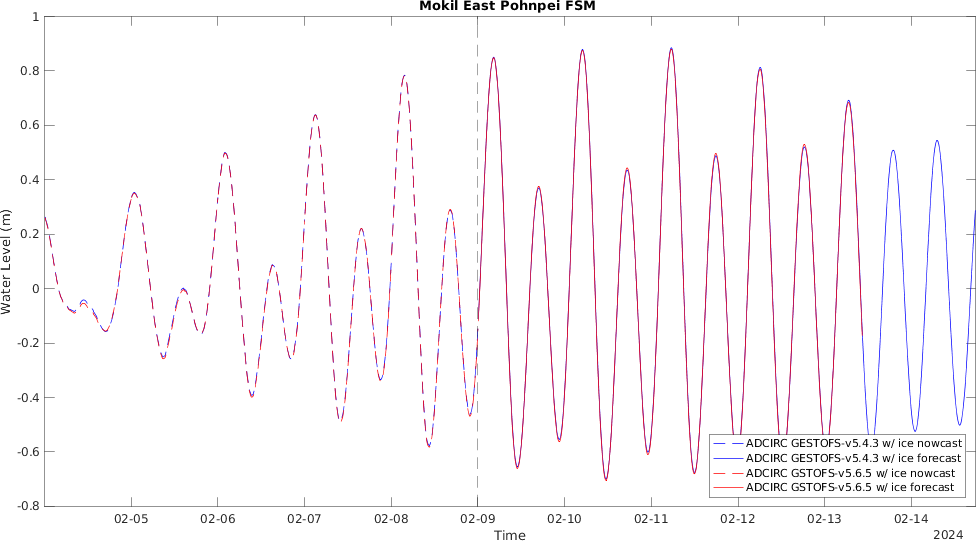 Mokil East Pohnpei FSM
1
0.8
0.6
0.4
0.2
0
-0.2
-0.4
-0.6
-0.8
Water Level (m)
ADCIRC GESTOFS-v5.4.3 w/ ice nowcast
ADCIRC GESTOFS-v5.4.3 w/ ice forecast
ADCIRC GSTOFS-v5.6.5 w/ ice nowcast
ADCIRC GSTOFS-v5.6.5 w/ ice forecast
02-05 02-06 02-07 02-08 02-09 02-10 02-11 02-12 02-13 02-14
Time
2024